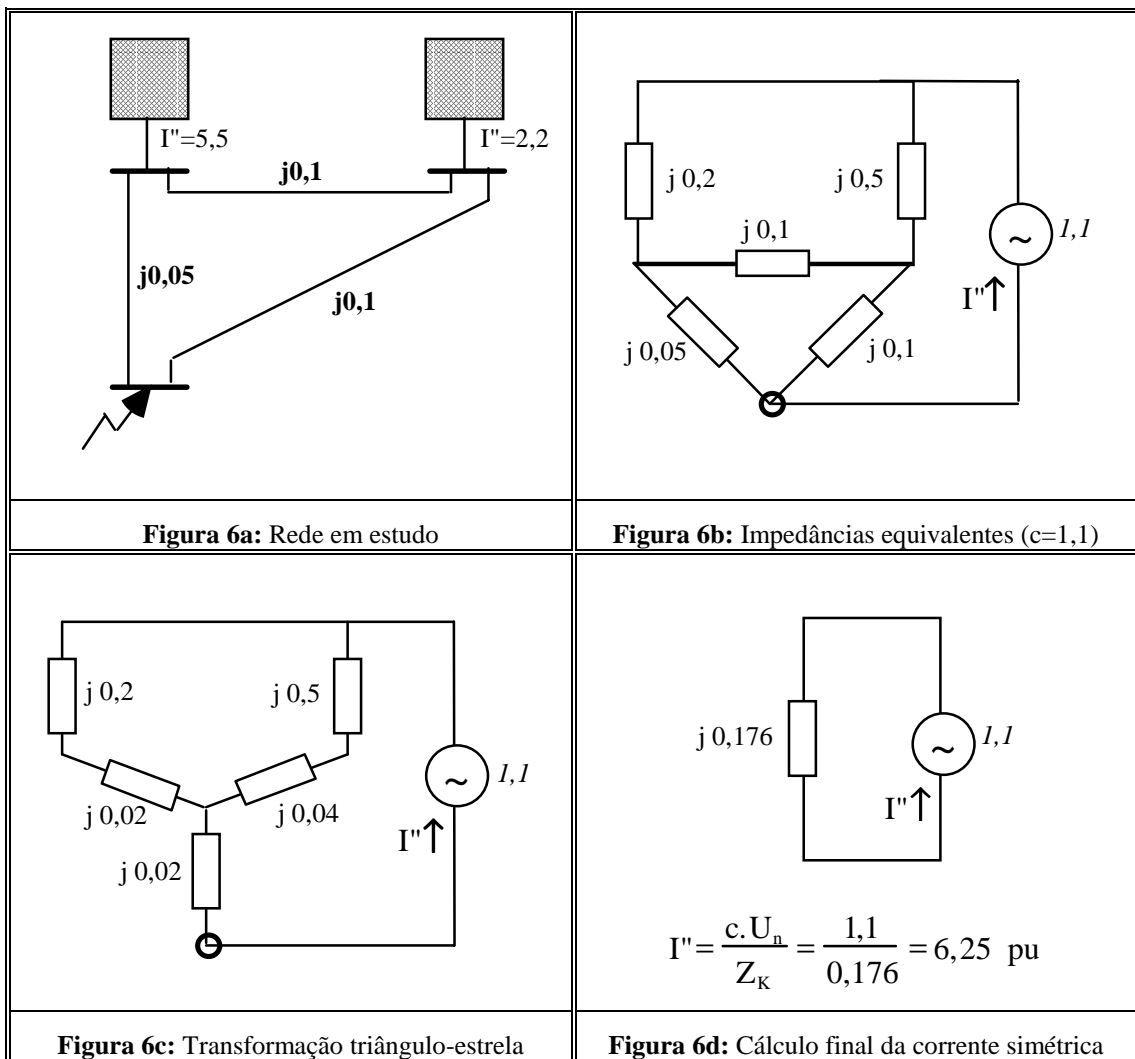 I"=5,5
I"=2,2
j0,1
j0,05
j0,1
Figura 6a: Rede em estudo
j 0,2
j 0,5
j 0,1
~
1,1
I"↑
j 0,05
j 0,1
Figura 6b: Impedâncias equivalentes (c=1,1)
j 0,2
j 0,5
~
1,1
j 0,02
j 0,04
I"↑
j 0,02
Figura 6c: Transformação triângulo-estrela
j 0,176
~
1,1
I"↑
I" = c.Uₙ / Z_K = 1,1 / 0,176 = 6,25 pu
Figura 6d: Cálculo final da corrente simétrica